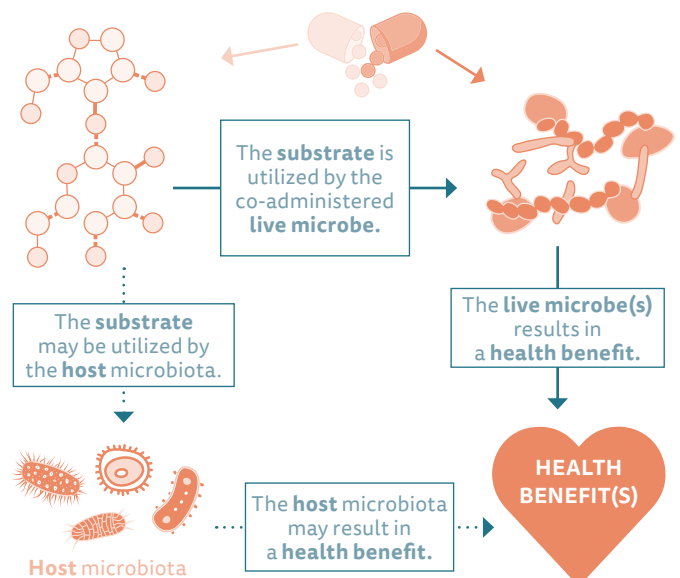 The substrate is
utilized by the
co-administered
live microbe.
The substrate
may be utilized by
the host microbiota.
The live microbe(s)
results in
a health benefit.
HEALTH
BENEFIT(S)
The host microbiota
may result in
a health benefit.
Host microbiota